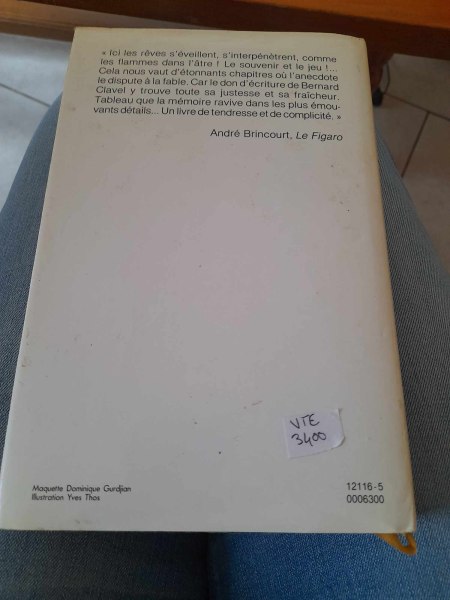 « Ici les rêves s'éveillent, s'interpénètrent, comme
les flammes dans l'âtre ! Le souvenir et le jeu !...
Cela nous vaut d'étonnants chapitres où l'anecdote
le dispute à la fable. Car le don d'écriture de Bernard
Clavel y trouve toute sa justesse et sa fraîcheur.
Tableau que la mémoire ravive dans les plus émou-
vants détails... Un livre de tendresse et de complicité. »
André Brincourt, Le Figaro
VTE
3400
Maquette Dominique Gurdjian
Illustration Yves Thos
12116-5
0006300